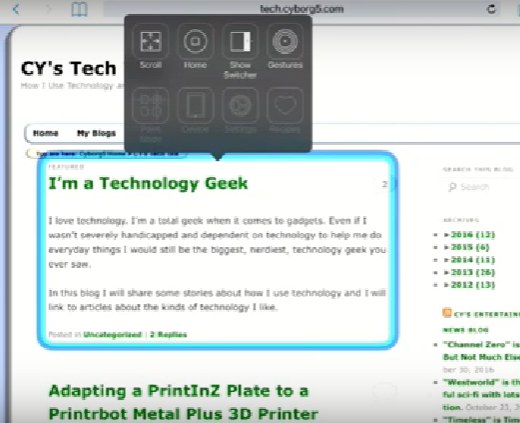 tech.cyborg5.com
Scroll
Home
Show Switcher
Gestures
Device
Settings
Recipes
CY's Tech
How I Use Technology
Home
My Blogs
You are here: Cyborg5 Home > CY's Tech
FEATURED
I'm a Technology Geek
2
I love technology. I'm a total geek when it comes to gadgets. Even if I
wasn't severely handicapped and dependent on technology to help me do
everyday things I would still be the biggest, nerdiest, technology geek you
ever saw.
In this blog I will share some stories about how I use technology and I will
link to articles about the kinds of technology I like.
Posted in Uncategorized | 2 Replies
Adapting a PrintInZ Plate to a
Printrbot Metal Plus 3D Printer
SEARCH THIS BLOG
Search
ARCHIVES
►2016 (12)
►2015 (4)
►2014 (11)
►2013 (26)
►2012 (13)
CY'S ENTERTAIN
NEWS BLOG
"Channel Zero" is
But Not Much Else
ber 30, 2016
"Westworld" is th
ful sci-fi with lots
tion. October 23, 2
"Timeless" is Tim